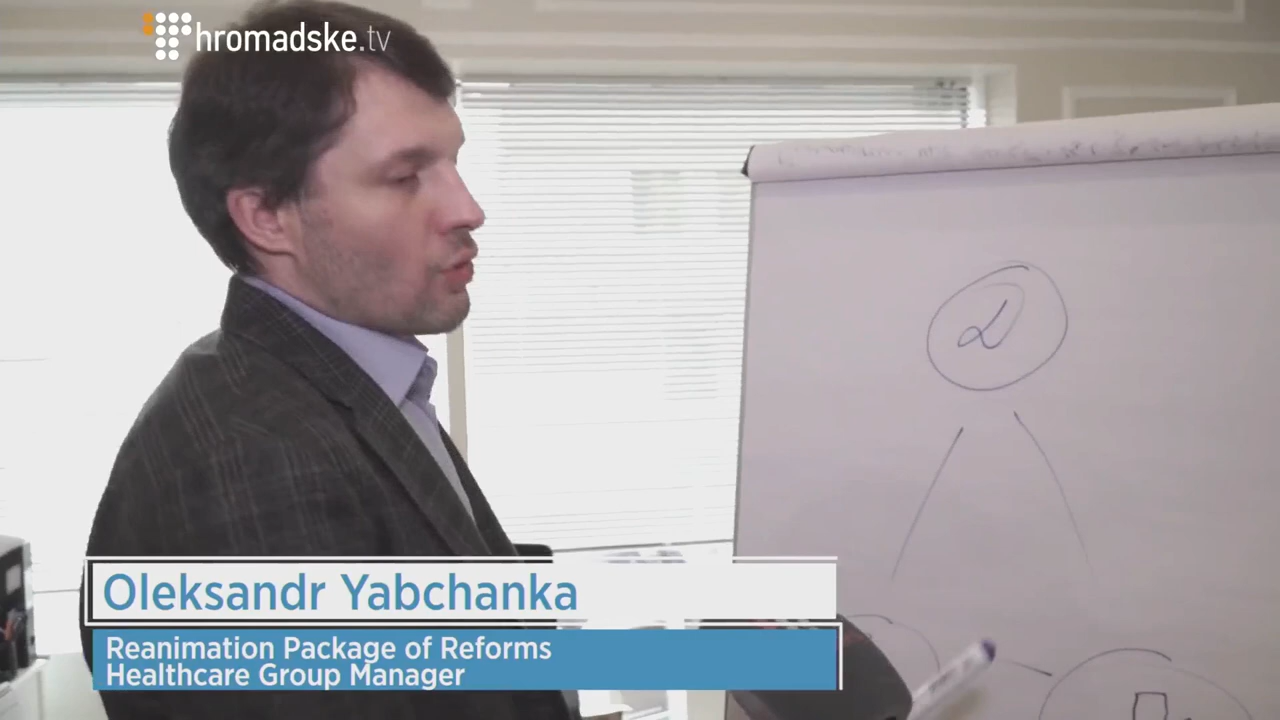 hromadske.tv
Oleksandr Yabchanka
Reanimation Package of Reforms
Healthcare Group Manager